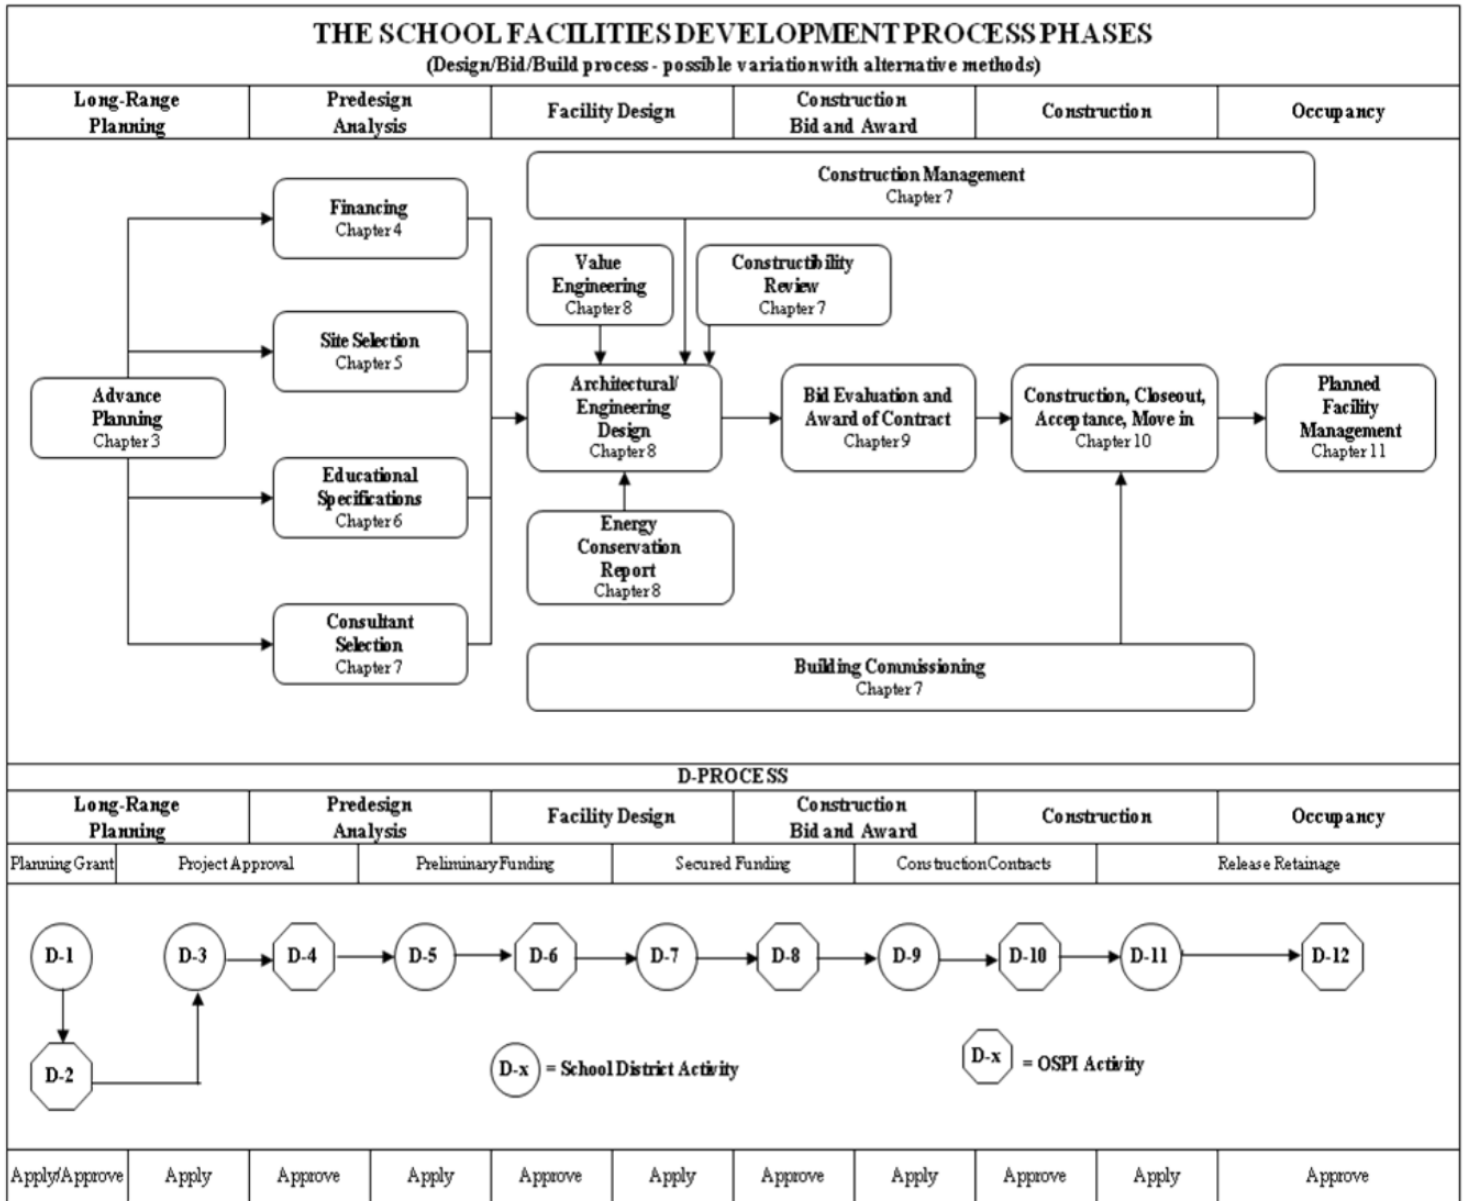 THE SCHOOL FACILITIES DEVELOPMENT PROCESS PHASES
(Design/Bid/Build process - possible variation with alternative methods)
Long-Range
Planning
Predesign
Analysis
Facility Design
Construction
Bid and Award
Construction
Occupancy
Construction Management
Chapter 7
Financing
Chapter 4
Value
Engineering
Chapter 8
Constructibility
Review
Chapter 7
Site Selection
Chapter 5
Advance
Planning
Chapter 3
Architectural/
Engineering
Design
Chapter 8
Bid Evaluation and
Award of Contract
Chapter 9
Construction, Closeout,
Acceptance, Move in
Chapter 10
Planned
Facility
Management
Chapter 11
Educational
Specifications
Chapter 6
Energy
Conservation
Report
Chapter 8
Consultant
Selection
Chapter 7
Building Commissioning
Chapter 7
D-PROCESS
Long-Range
Planning
Predesign
Analysis
Facility Design
Construction
Bid and Award
Construction
Occupancy
Planning Grant
Project Approval
Preliminary Funding
Secured Funding
Construction Contracts
Release Retainage
D-1
D-3
D-4
D-5
D-6
D-7
D-8
D-9
D-10
D-11
D-12
D-2
D-x = School District Activity
D-x = OSPI Activity
Apply/Approve
Apply
Approve
Apply
Approve
Apply
Approve
Apply
Approve
Apply
Approve